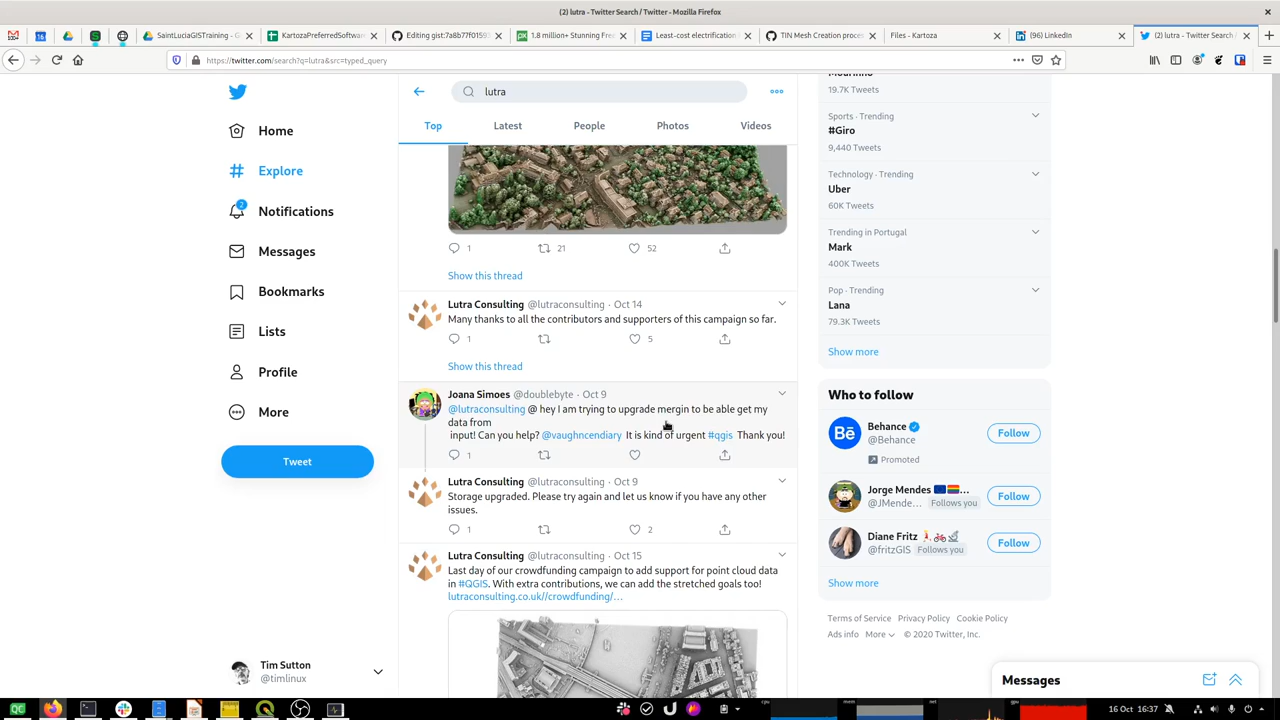 (2) lutra - Twitter Search / Twitter - Mozilla Firefox
SaintLuciaGISTraining - G
KartozaPreferredSoftware
Editing gist:7a8b77f0159
1.8 million+ Stunning Fre
Least-cost electrification
TIN Mesh Creation proce
Files - Kartoza
(96) LinkedIn
(2) lutra - Twitter Search /
https://twitter.com/search?q=lutra&src=typed_query
Home
Explore
2
Notifications
Messages
Bookmarks
Lists
Profile
More
Tweet
Tim Sutton
@timlinux
lutra
Top
Latest
People
Photos
Videos
1
21
52
Show this thread
Lutra Consulting @lutraconsulting · Oct 14
Many thanks to all the contributors and supporters of this campaign so far.
1
5
Show this thread
Joana Simoes @doublebyte · Oct 9
@lutraconsulting @ hey I am trying to upgrade mergin to be able get my
data from
input! Can you help? @vaughncendiary It is kind of urgent #qgis Thank you!
1
Lutra Consulting @lutraconsulting · Oct 9
Storage upgraded. Please try again and let us know if you have any other
issues.
1
2
Lutra Consulting @lutraconsulting · Oct 15
Last day of our crowdfunding campaign to add support for point cloud data
in #QGIS. With extra contributions, we can add the stretched goals too!
lutraconsulting.co.uk//crowdfunding/…
Mourinho
19.7K Tweets
Sports · Trending
#Giro
9,440 Tweets
Technology · Trending
Uber
60K Tweets
Trending in Portugal
Mark
400K Tweets
Pop · Trending
Lana
79.3K Tweets
Show more
Who to follow
Behance
@Behance
Promoted
Follow
Jorge Mendes
@JMende... Follows you
Follow
Diane Fritz
@fritzGIS Follows you
Follow
Show more
Terms of Service Privacy Policy Cookie Policy
Ads info More © 2020 Twitter, Inc.
Messages
16 Oct 16:37